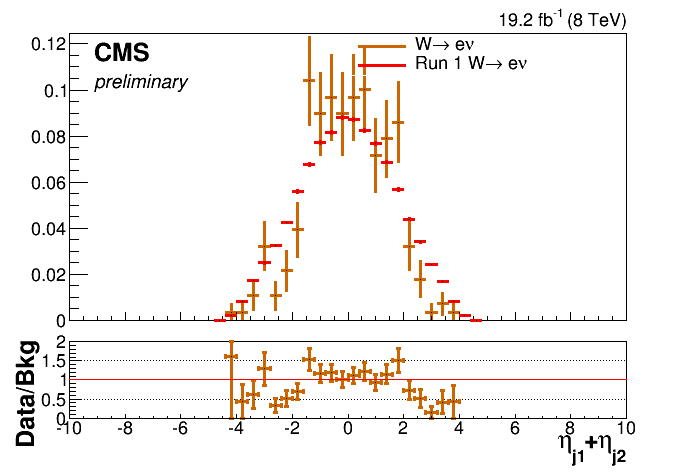 19.2 fb⁻¹ (8 TeV)
CMS
preliminary
W→ eν
Run 1 W→ eν
0.12
0.1
0.08
0.06
0.04
0.02
0
Data/Bkg
2
1.5
1
0.5
0
-10 -8 -6 -4 -2 0 2 4 6 8 10
η_j1+η_j2